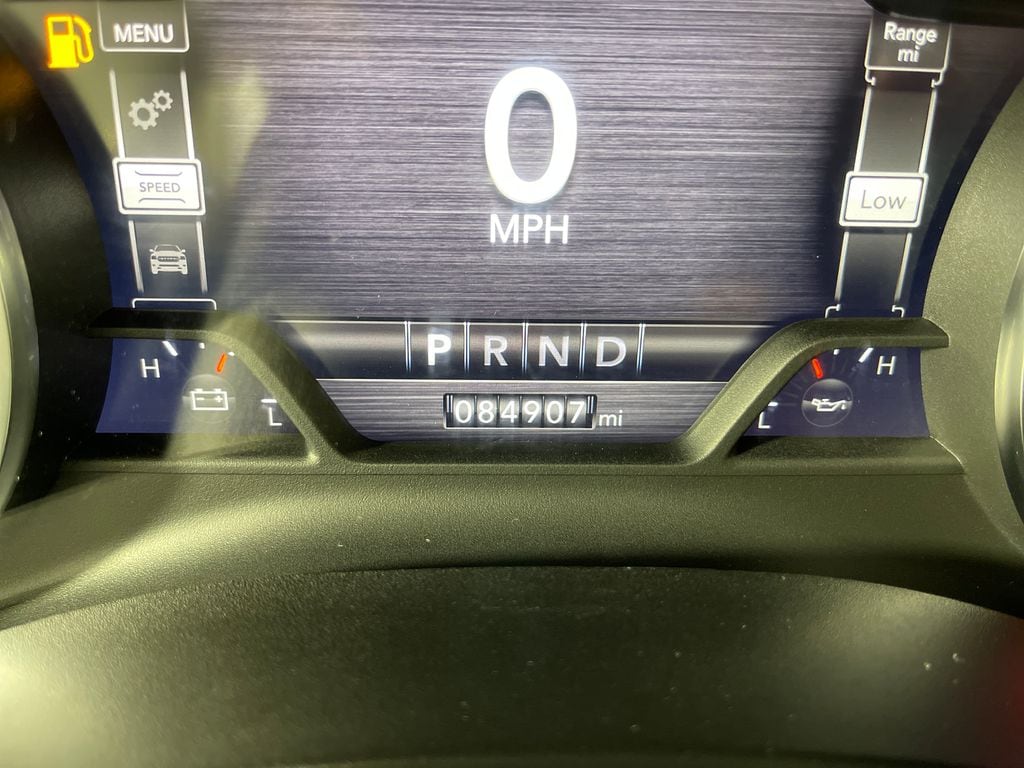 MENU
Range
mi
0
SPEED
Low
MPH
P R N D
H
H
084907 mi
L
L